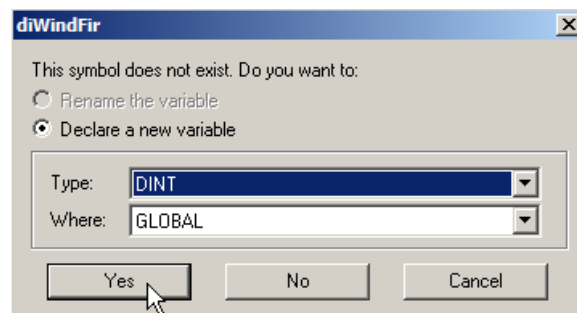 diWindFir
This symbol does not exist. Do you want to:
Rename the variable
Declare a new variable
Type: DINT
Where: GLOBAL
Yes No Cancel